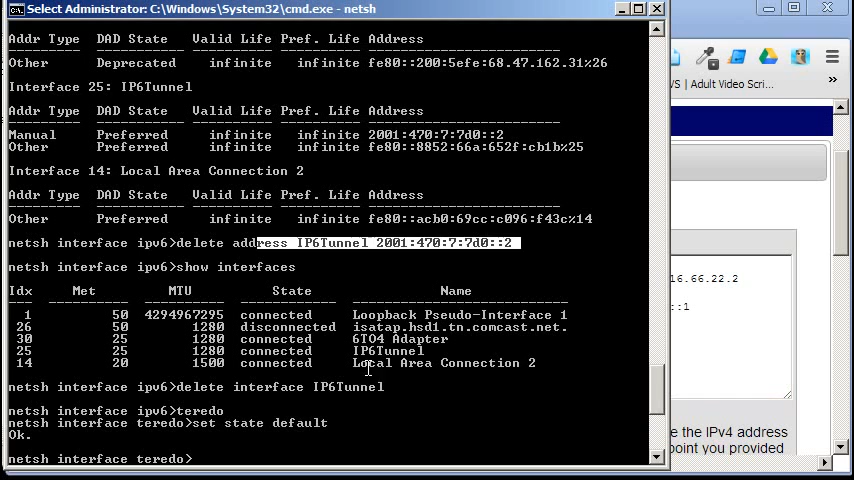 Select Administrator: C:\Windows\System32\cmd.exe - netsh
Addr Type  DAD State   Valid Life Pref. Life Address
Other      Deprecated    infinite   infinite fe80::200:5efe:68.47.162.31%26
Interface 25: IP6Tunnel
Addr Type  DAD State   Valid Life Pref. Life Address
Manual     Preferred     infinite   infinite 2001:470:7:7d0::2
Other      Preferred     infinite   infinite fe80::8852:66a:652f:cb1b%25
Interface 14: Local Area Connection 2
Addr Type  DAD State   Valid Life Pref. Life Address
Other      Preferred     infinite   infinite fe80::acb0:69cc:c096:f43c%14
netsh interface ipv6>delete address IP6Tunnel 2001:470:7:7d0::2
netsh interface ipv6>show interfaces
Idx     Met         MTU          State                Name
1          50  4294967295  connected     Loopback Pseudo-Interface 1
26          50        1280  disconnected  isatap.hsd1.tn.comcast.net.
30          25        1280  connected     6TO4 Adapter
25          25        1280  connected     IP6Tunnel
14          20        1500  connected     Local Area Connection 2
netsh interface ipv6>delete interface IP6Tunnel
netsh interface ipv6>teredo
netsh interface teredo>set state default
Ok.
netsh interface teredo>
WS | Adult Video Scri...
»
16.66.22.2
::1
e the IPv4 address
point you provided